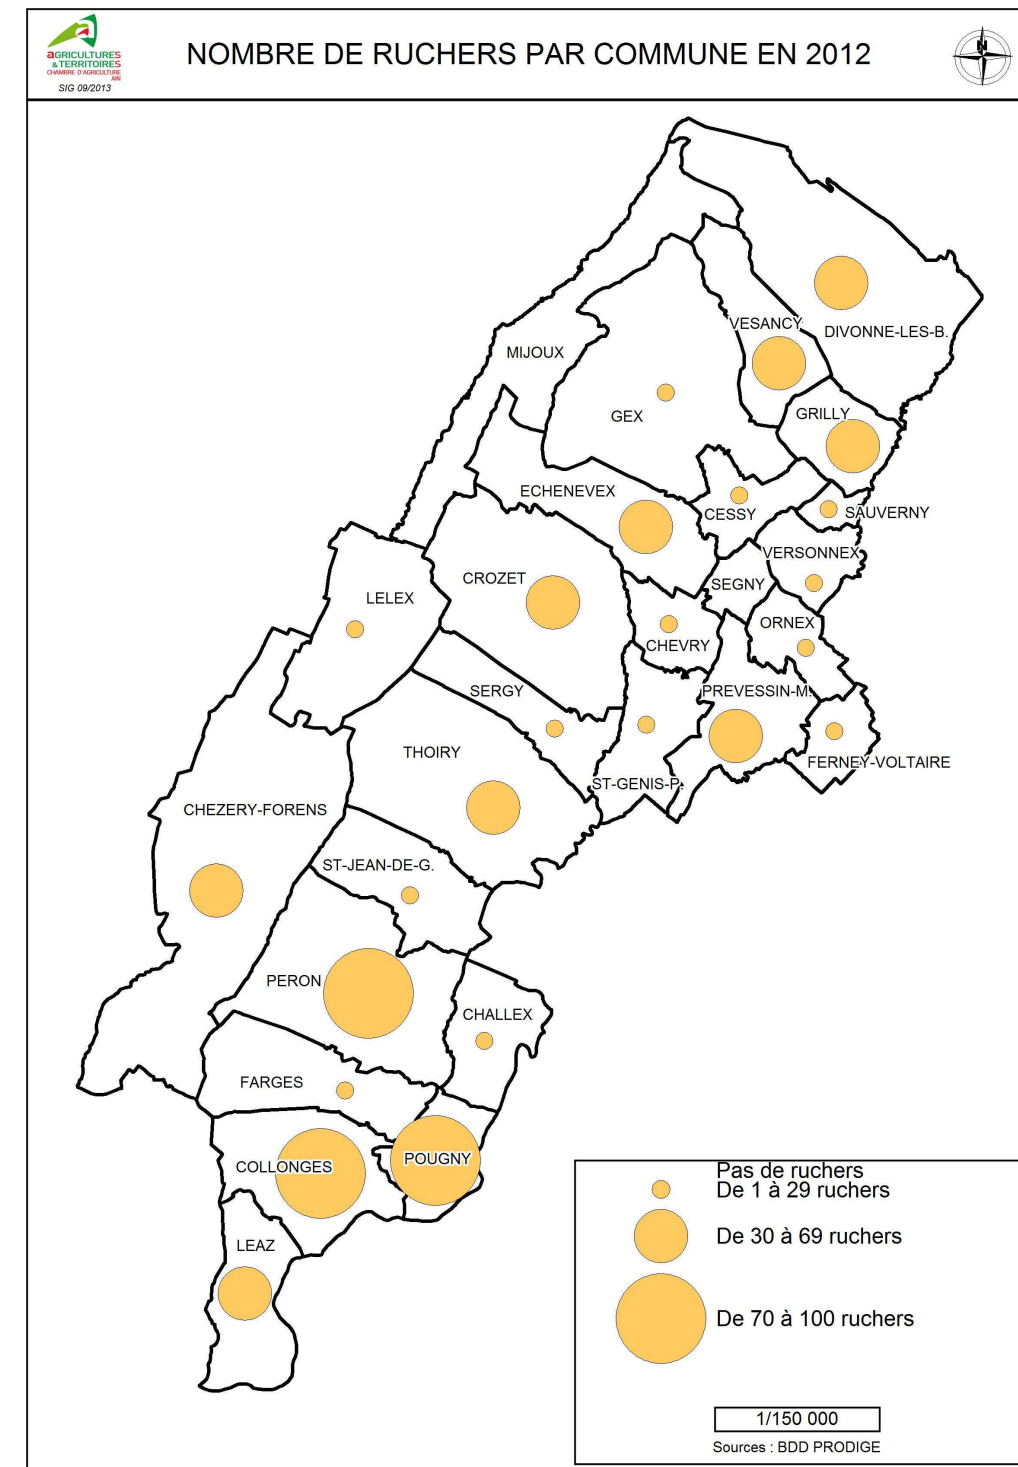 aGRICULTURES
& TERRITOIRES
CHAMBRE D'AGRICULTURE
AIN
SIG 09/2013
NOMBRE DE RUCHERS PAR COMMUNE EN 2012
N
VESANCY
DIVONNE-LES-B.
MIJOUX
GEX
GRILLY
ECHENEVEX
CESSY
SAUVERNY
VERSONNEX
CROZET
SEGNY
LELEX
ORNEX
CHEVRY
SERGY
PREVESSIN-M.
THOIRY
FERNEY-VOLTAIRE
ST-GENIS-P.
CHEZERY-FORENS
ST-JEAN-DE-G.
PERON
CHALLEX
FARGES
POUGNY
COLLONGES
LEAZ
Pas de ruchers
De 1 à 29 ruchers
De 30 à 69 ruchers
De 70 à 100 ruchers
1/150 000
Sources : BDD PRODIGE